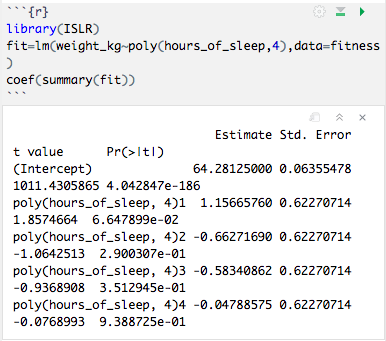 ```{r}
library(ISLR)
fit=lm(weight_kg~poly(hours_of_sleep,4),data=fitness
)
coef(summary(fit))
```
Estimate Std. Error
t value Pr(>|t|)
(Intercept) 64.28125000 0.06355478
1011.4305865 4.042847e-186
poly(hours_of_sleep, 4)1 1.15665760 0.62270714
1.8574664 6.647899e-02
poly(hours_of_sleep, 4)2 -0.66271690 0.62270714
-1.0642513 2.900307e-01
poly(hours_of_sleep, 4)3 -0.58340862 0.62270714
-0.9368908 3.512945e-01
poly(hours_of_sleep, 4)4 -0.04788575 0.62270714
-0.0768993 9.388725e-01